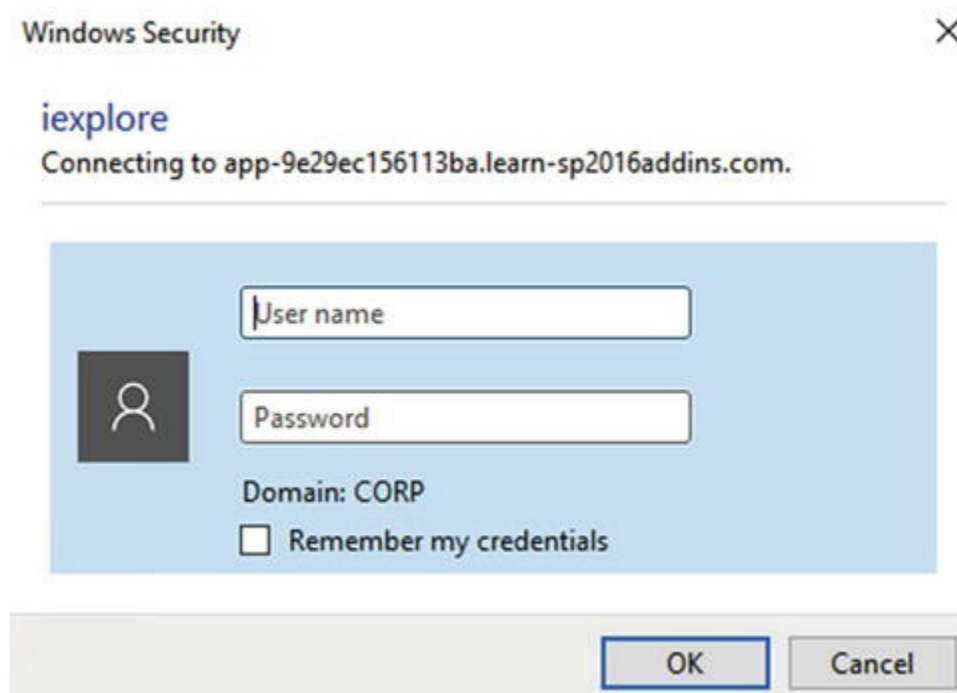 Windows Security
iexplore
Connecting to app-9e29ec156113ba.learn-sp2016addins.com.
User name
Password
Domain: CORP
Remember my credentials
OK
Cancel